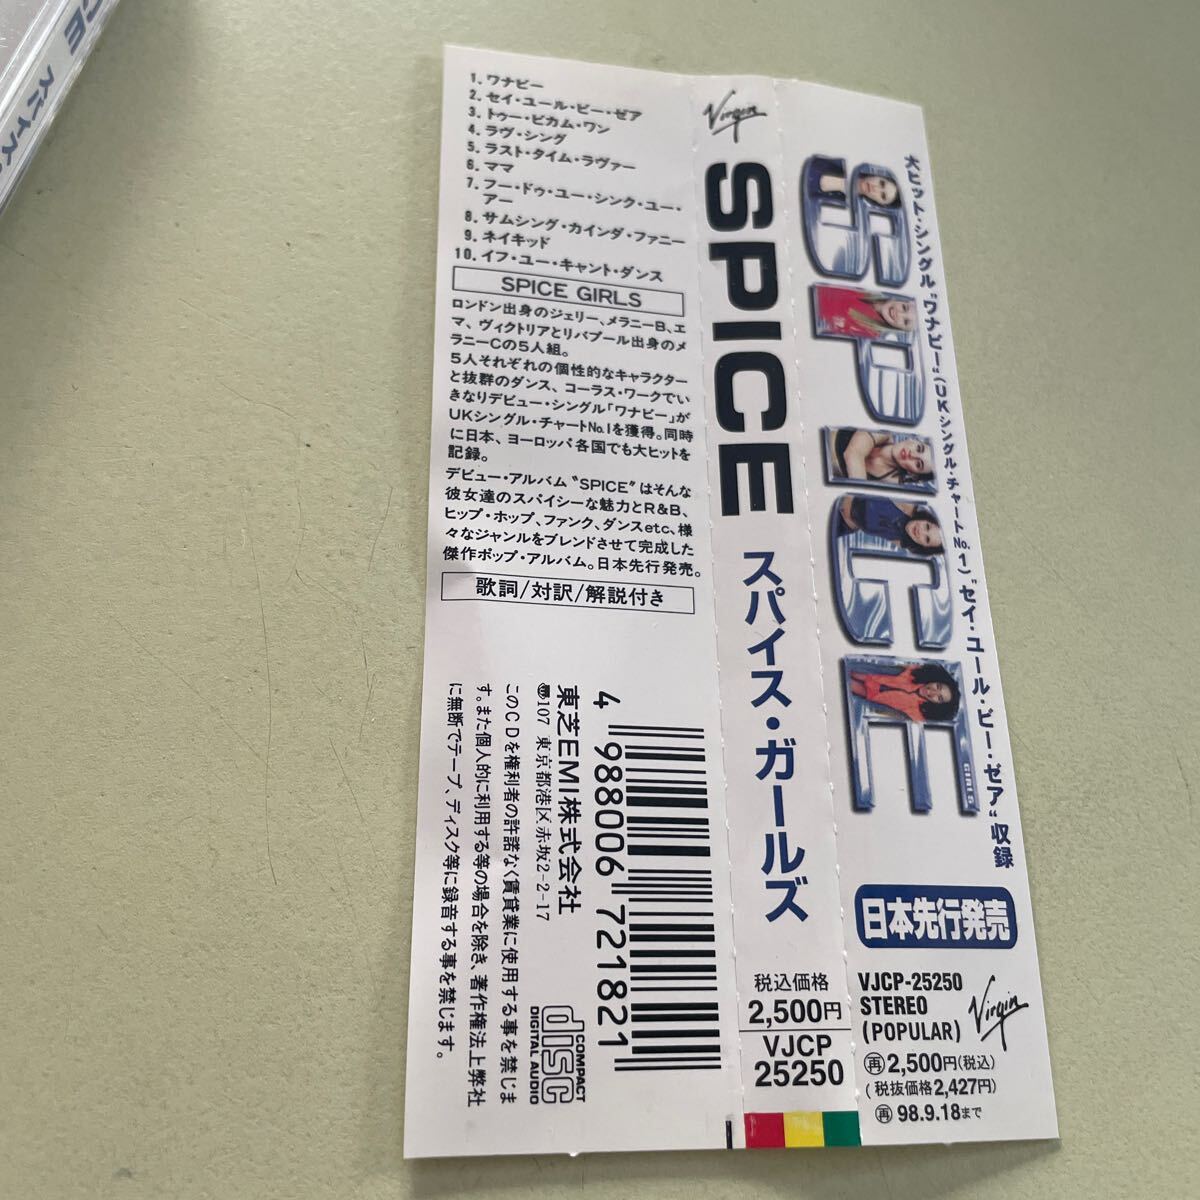 CE スパイス
1. ワナビー
2. セイ・ユール・ビー・ゼア
3. トゥー・ビカム・ワン
4. ラヴ・シング
5. ラスト・タイム・ラヴァー
6. ママ
7. フー・ドゥ・ユー・シンク・ユー・
アー
8. サムシング・カインダ・ファニー
9. ネイキッド
10. イフ・ユー・キャント・ダンス
SPICE GIRLS
ロンドン出身のジェリー、メラニーB、エ
マ、ヴィクトリアとリバプール出身のメ
ラニーCの5人組。
5人それぞれの個性的なキャラクター
と抜群のダンス、コーラス・ワークでい
きなりデビュー・シングル「ワナビー」が
UKシングル・チャートNo.1を獲得。同時
に日本、ヨーロッパ各国でも大ヒットを
記録。
デビュー・アルバム“SPICE”はそんな
彼女達のスパイシーな魅力とR&B、
ヒップ・ホップ、ファンク、ダンスetc、様
々なジャンルをブレンドさせて完成した
傑作ポップ・アルバム。日本先行発売。
歌詞/対訳/解説付き
4 988006 721821
東芝EMI株式会社
〠107 東京都港区赤坂2-2-17
このCDを権利者の許諾なく賃貸業に使用する事を禁じま
す。また個人的に利用する等の場合を除き、著作権法上弊社
に無断でテープ、ディスク等に録音する事を禁じます。
COMPACT
disc
DIGITAL AUDIO
Virgin
SPICE スパイス・ガールズ
税込価格
2,500円
VJCP
25250
大ヒット・シングル“ワナビー”(UKシングル・チャートNo.1)“セイ・ユール・ビー・ゼア”収録
SPICE
GIRLS
日本先行発売
VJCP-25250
STEREO
(POPULAR)
Virgin
再 2,500円(税込)
(税抜価格2,427円)
再 98.9.18まで